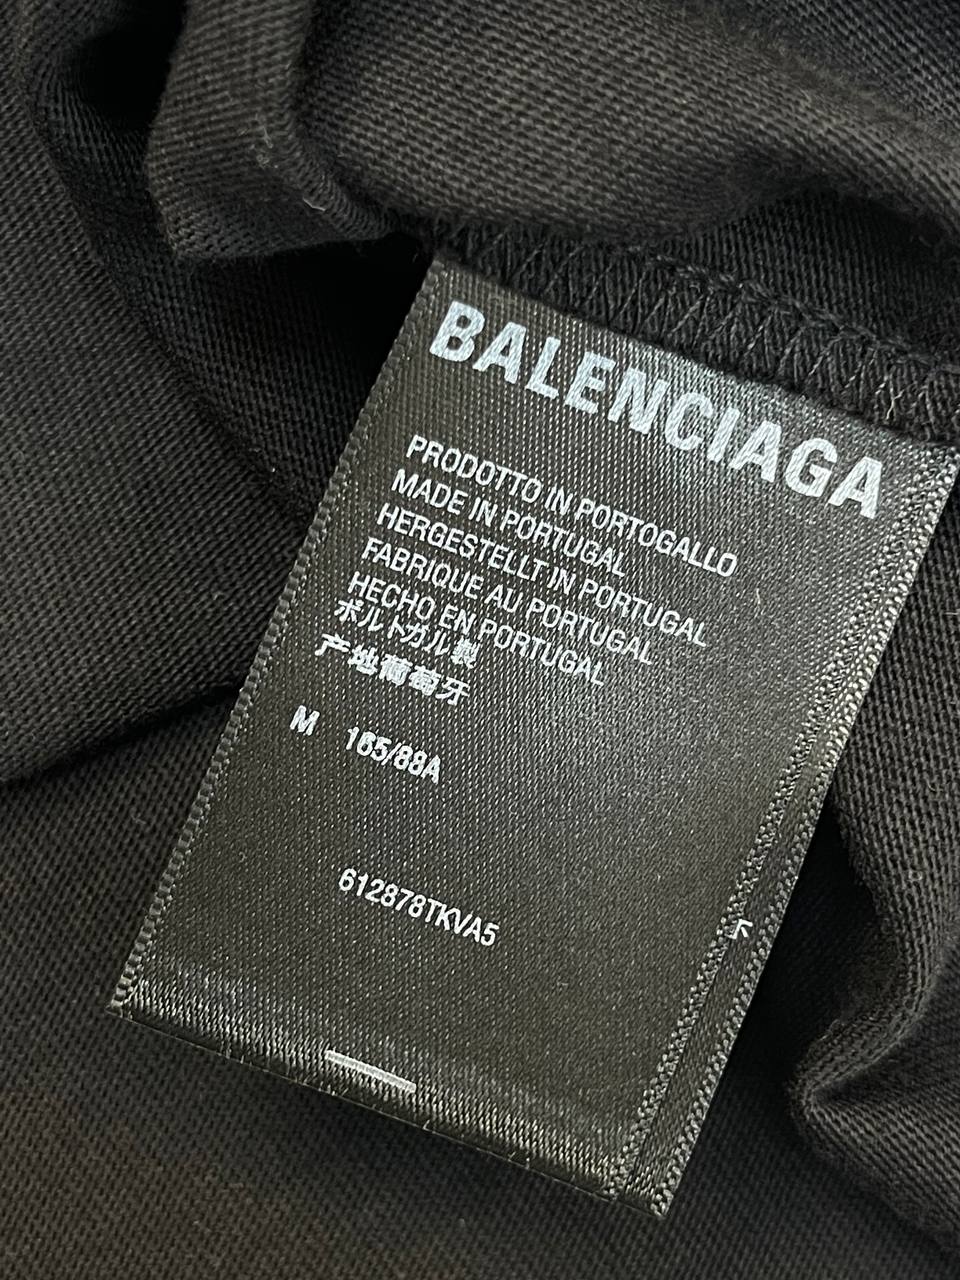 BALENCIAGA
PRODOTTO IN PORTOGALLO
MADE IN PORTUGAL
HERGESTELLT IN PORTUGAL
FABRIQUE AU PORTUGAL
HECHO EN PORTUGAL
ポルトガル製
产地葡萄牙
M 165/88A
612878TKVA5